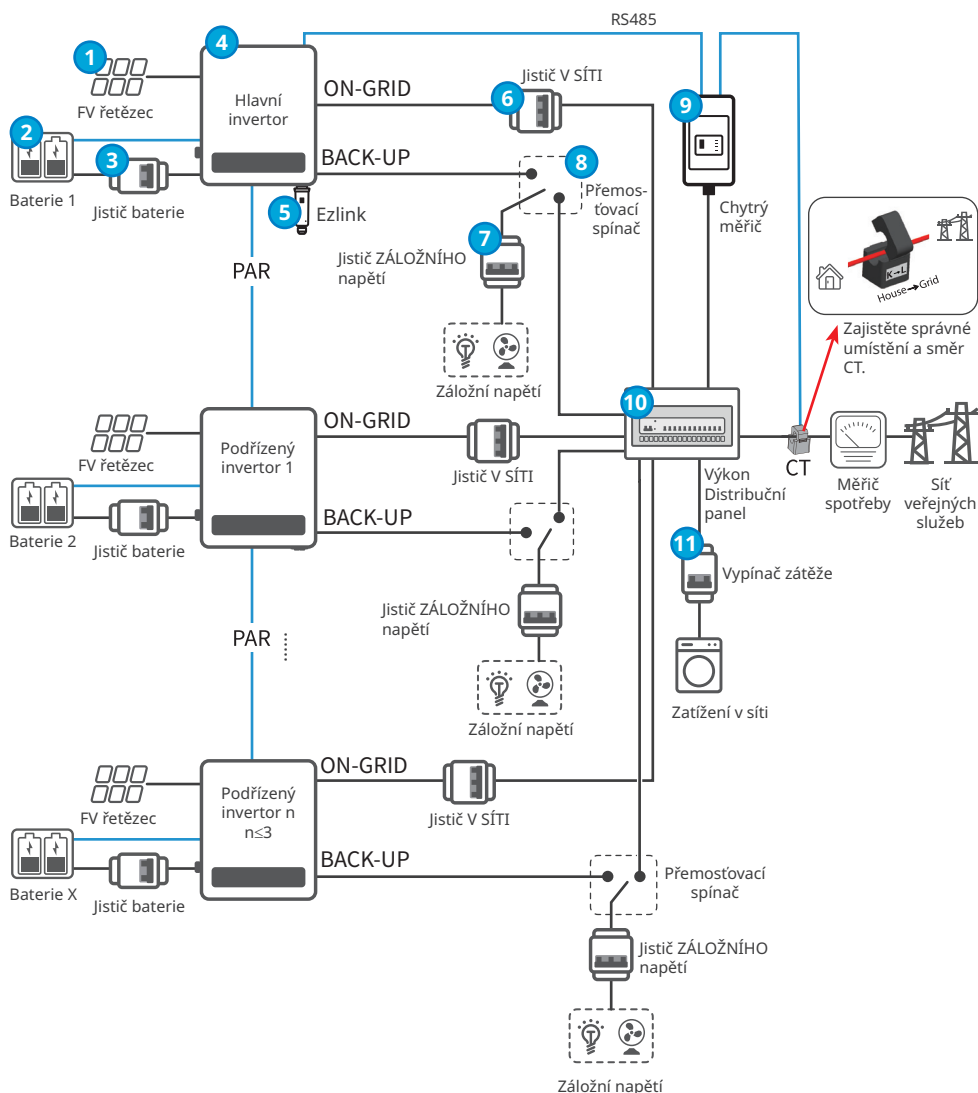 RS485
1
FV řetězec
4
Hlavní
invertor
ON-GRID
Jistič V SÍTI
6
9
2
Baterie 1
3
Jistič baterie
BACK-UP
8
Přemos-
ťovací
spínač
Chytrý
měřič
5
Ezlink
7
Jistič ZÁLOŽNÍHO
napětí
K→L
House→Grid
Zajistěte správné
umístění a směr
CT.
PAR
Záložní napětí
10
FV řetězec
Podřízený
invertor 1
ON-GRID
Jistič V SÍTI
Výkon
Distribuční
panel
CT
Měřič
spotřeby
Síť
veřejných
služeb
Baterie 2
Jistič baterie
BACK-UP
11
Vypínač zátěže
Jistič ZÁLOŽNÍHO
napětí
PAR
Záložní napětí
Zatížení v síti
FV řetězec
Podřízený
invertor n
n≤3
ON-GRID
Jistič V SÍTI
Baterie X
Jistič baterie
BACK-UP
Přemosťovací
spínač
Jistič ZÁLOŽNÍHO
napětí
Záložní napětí